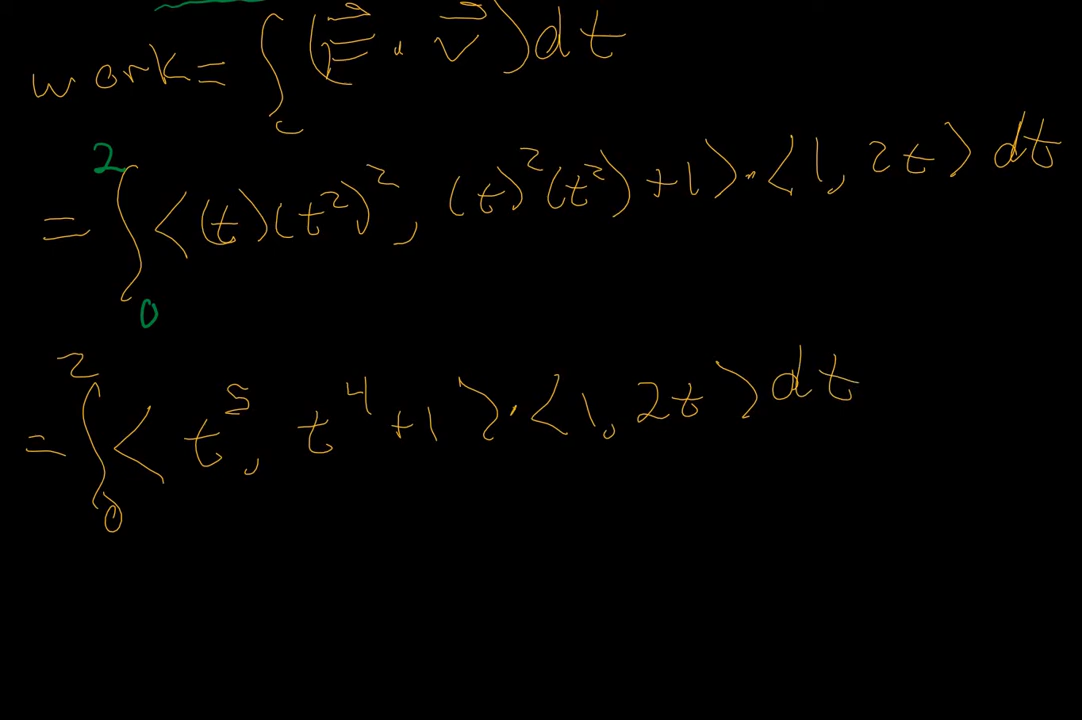 work = ∫_C (F⃗ · v⃗) dt
= ∫_0^2 <(t)(t²)², (t)²(t²) + 1> · <1, 2t> dt
= ∫_0^2 <t⁵, t⁴ + 1> · <1, 2t> dt